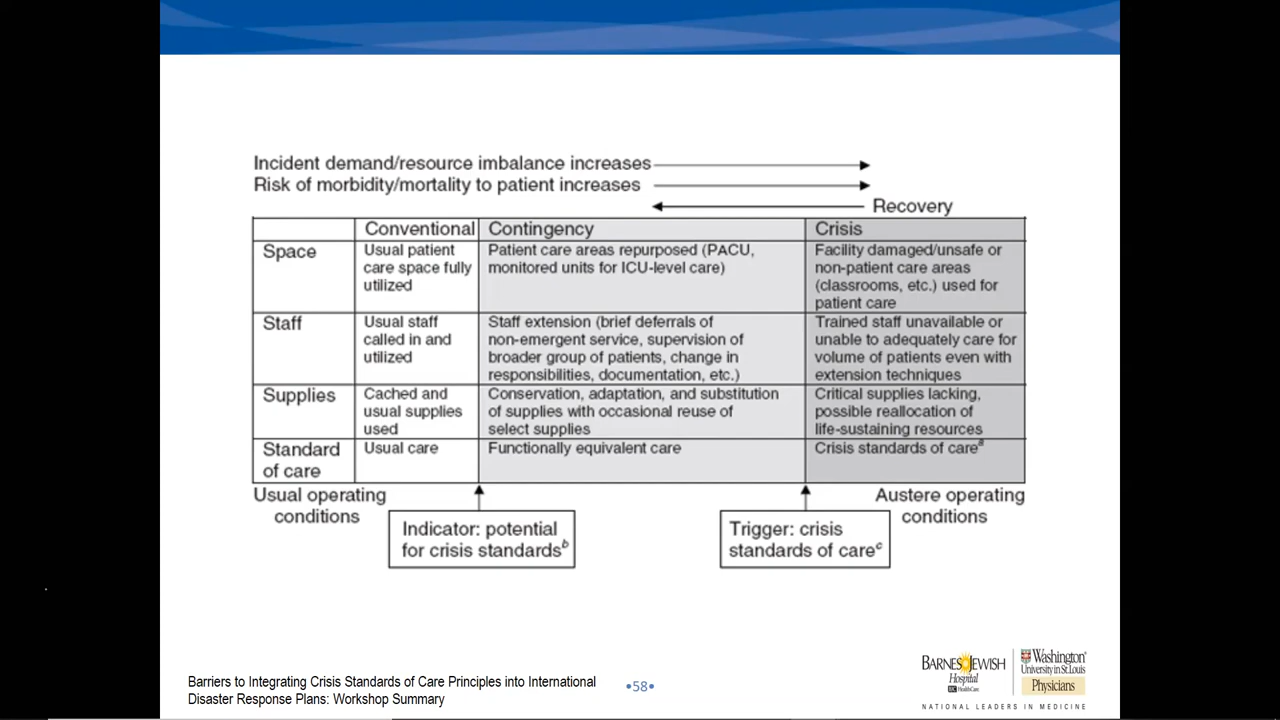 Incident demand/resource imbalance increases
Risk of morbidity/mortality to patient increases
Recovery
Conventional
Contingency
Crisis
Space
Usual patient
care space fully
utilized
Patient care areas repurposed (PACU,
monitored units for ICU-level care)
Facility damaged/unsafe or
non-patient care areas
(classrooms, etc.) used for
patient care
Staff
Usual staff
called in and
utilized
Staff extension (brief deferrals of
non-emergent service, supervision of
broader group of patients, change in
responsibilities, documentation, etc.)
Trained staff unavailable or
unable to adequately care for
volume of patients even with
extension techniques
Supplies
Cached and
usual supplies
used
Conservation, adaptation, and substitution
of supplies with occasional reuse of
select supplies
Critical supplies lacking,
possible reallocation of
life-sustaining resources
Standard
of care
Usual care
Functionally equivalent care
Crisis standards of careª
Usual operating
conditions
Austere operating
conditions
Indicator: potential
for crisis standardsᵇ
Trigger: crisis
standards of careᶜ
Barriers to Integrating Crisis Standards of Care Principles into International
Disaster Response Plans: Workshop Summary
•58•
BARNES JEWISH
Hospital
BJC HealthCare
Washington
University in St. Louis
Physicians
NATIONAL LEADERS IN MEDICINE